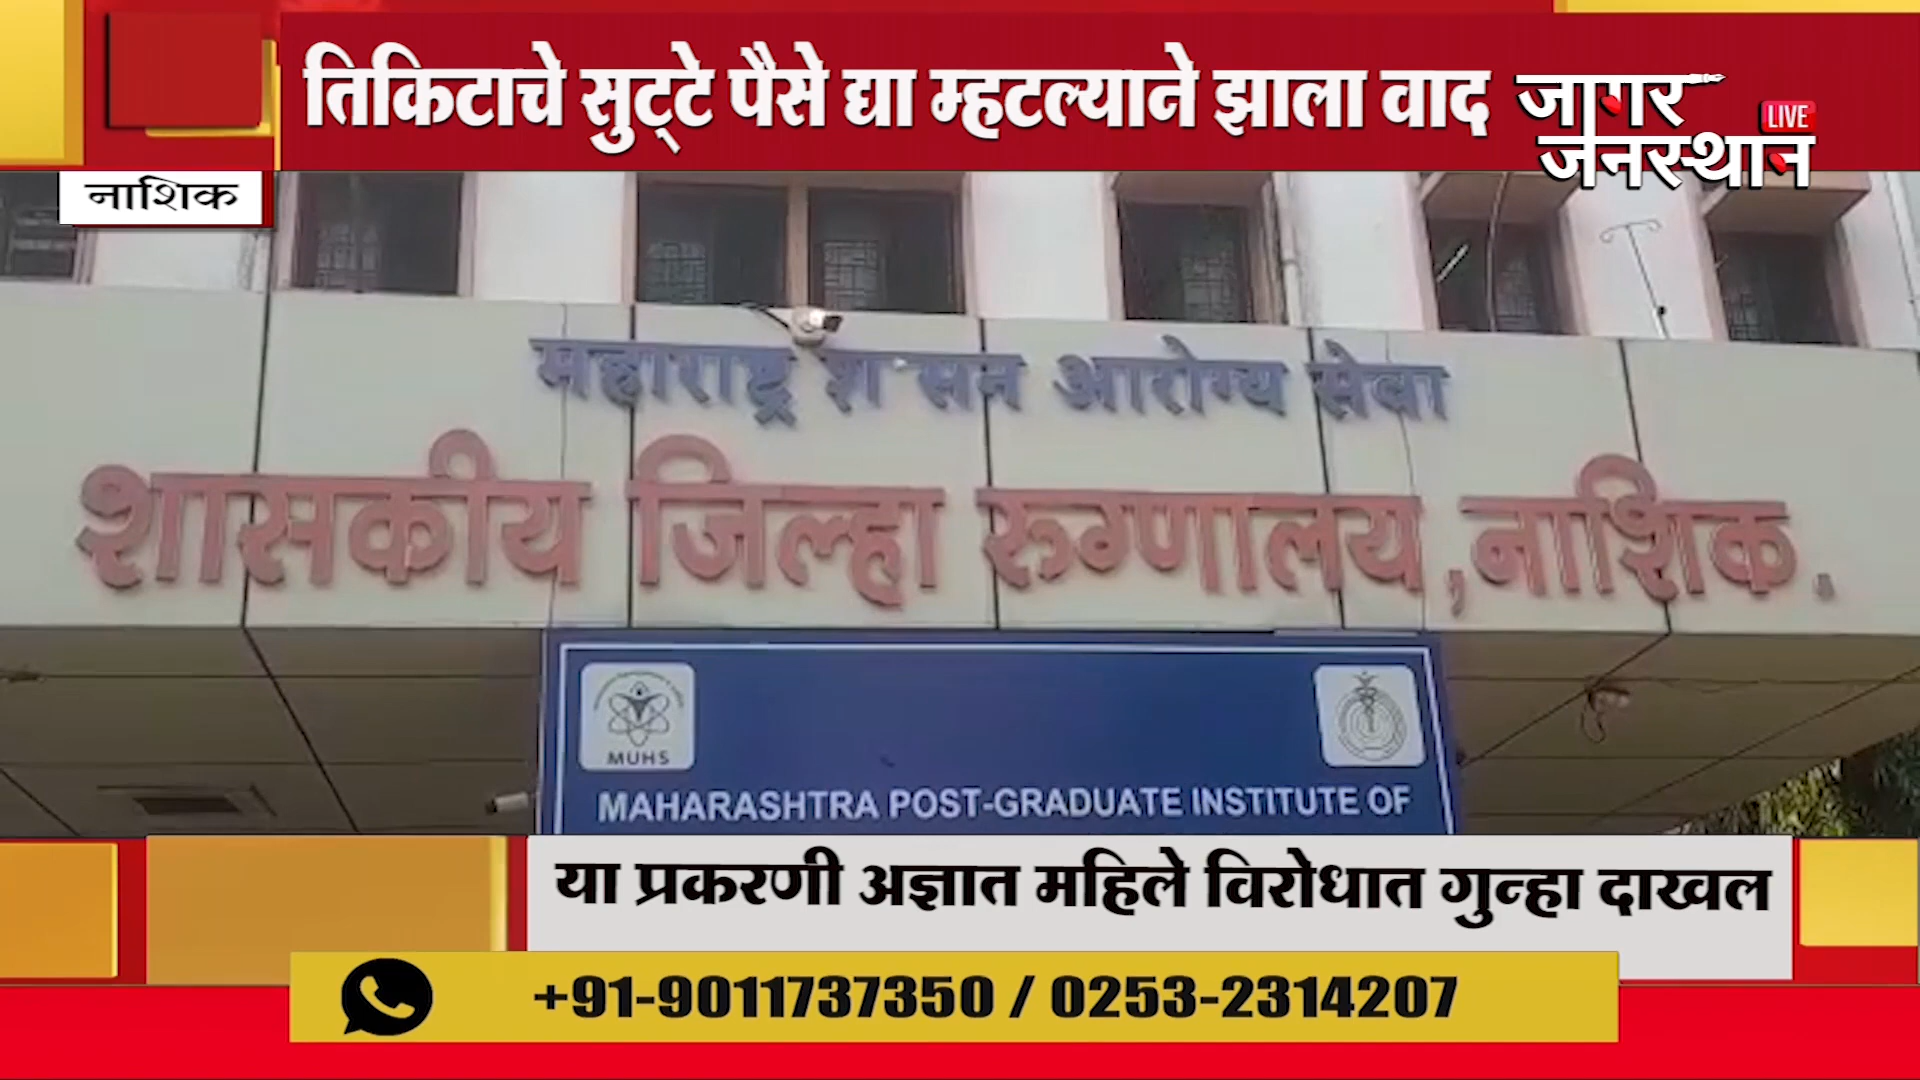 तिकिटाचे सुट्टे पैसे द्या म्हटल्याने झाला वाद
जागर
LIVE
जनस्थान
नाशिक
महाराष्ट्र श सन आरोग्य सेवा
शासकीय जिल्हा रुग्णालय,नाशिक.
MUHS
MAHARASHTRA POST-GRADUATE INSTITUTE OF
या प्रकरणी अज्ञात महिले विरोधात गुन्हा दाखल
+91-9011737350 / 0253-2314207